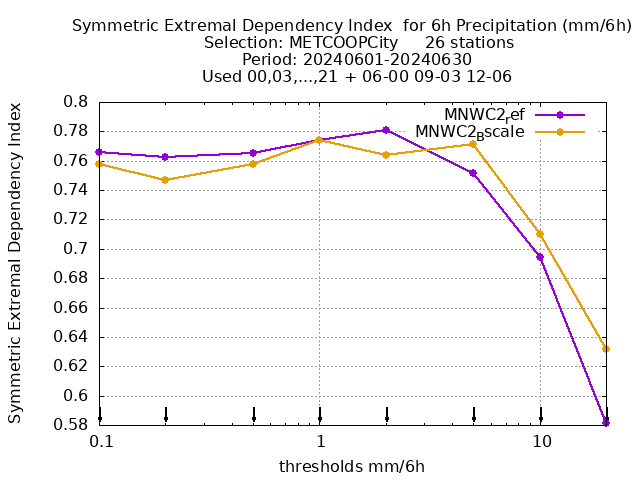 Symmetric Extremal Dependency Index  for 6h Precipitation (mm/6h)
Selection: METCOOPCity     26 stations
Period: 20240601-20240630
Used 00,03,...,21 + 06-00 09-03 12-06
MNWC2ref
MNWC2Bscale
Symmetric Extremal Dependency Index
0.8
0.78
0.76
0.74
0.72
0.7
0.68
0.66
0.64
0.62
0.6
0.58
0.1
1
10
thresholds mm/6h